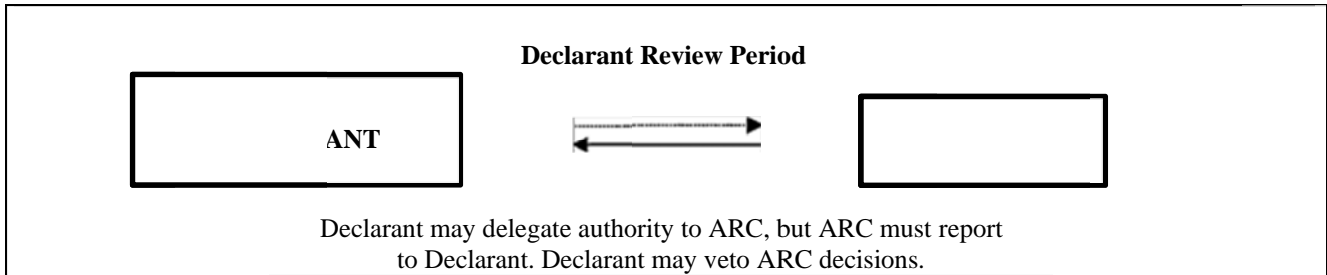 Declarant Review Period
ANT
Declarant may delegate authority to ARC, but ARC must report
to Declarant. Declarant may veto ARC decisions.